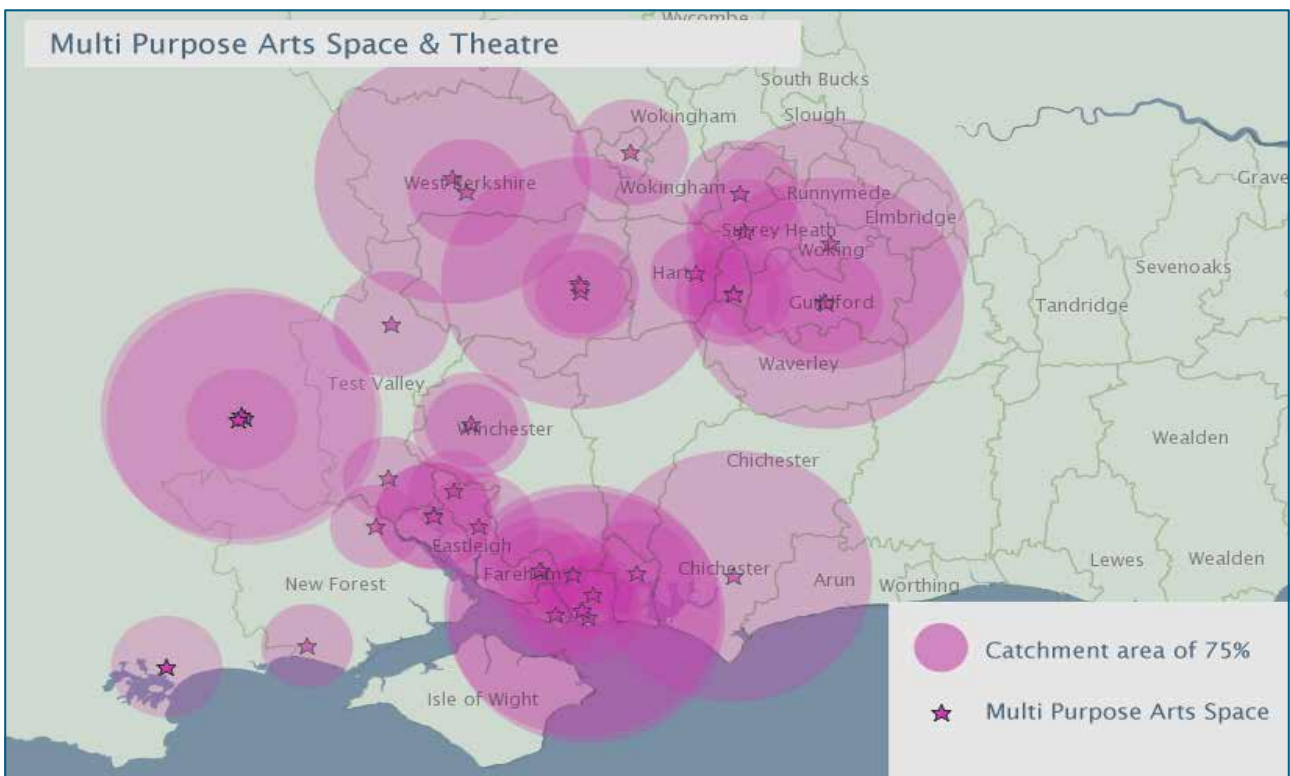 Wycombe
Multi Purpose Arts Space & Theatre
South Bucks
Wokingham
Slough
Grave
West Berkshire
Wokingham
Runnymede
Elmbridge
Surrey Heath
Woking
Sevenoaks
Hart
Guildford
Tandridge
Waverley
Test Valley
Winchester
Wealden
Chichester
Eastleigh
Lewes
Wealden
Fareham
Chichester
Arun
Worthing
New Forest
Catchment area of 75%
Isle of Wight
Multi Purpose Arts Space